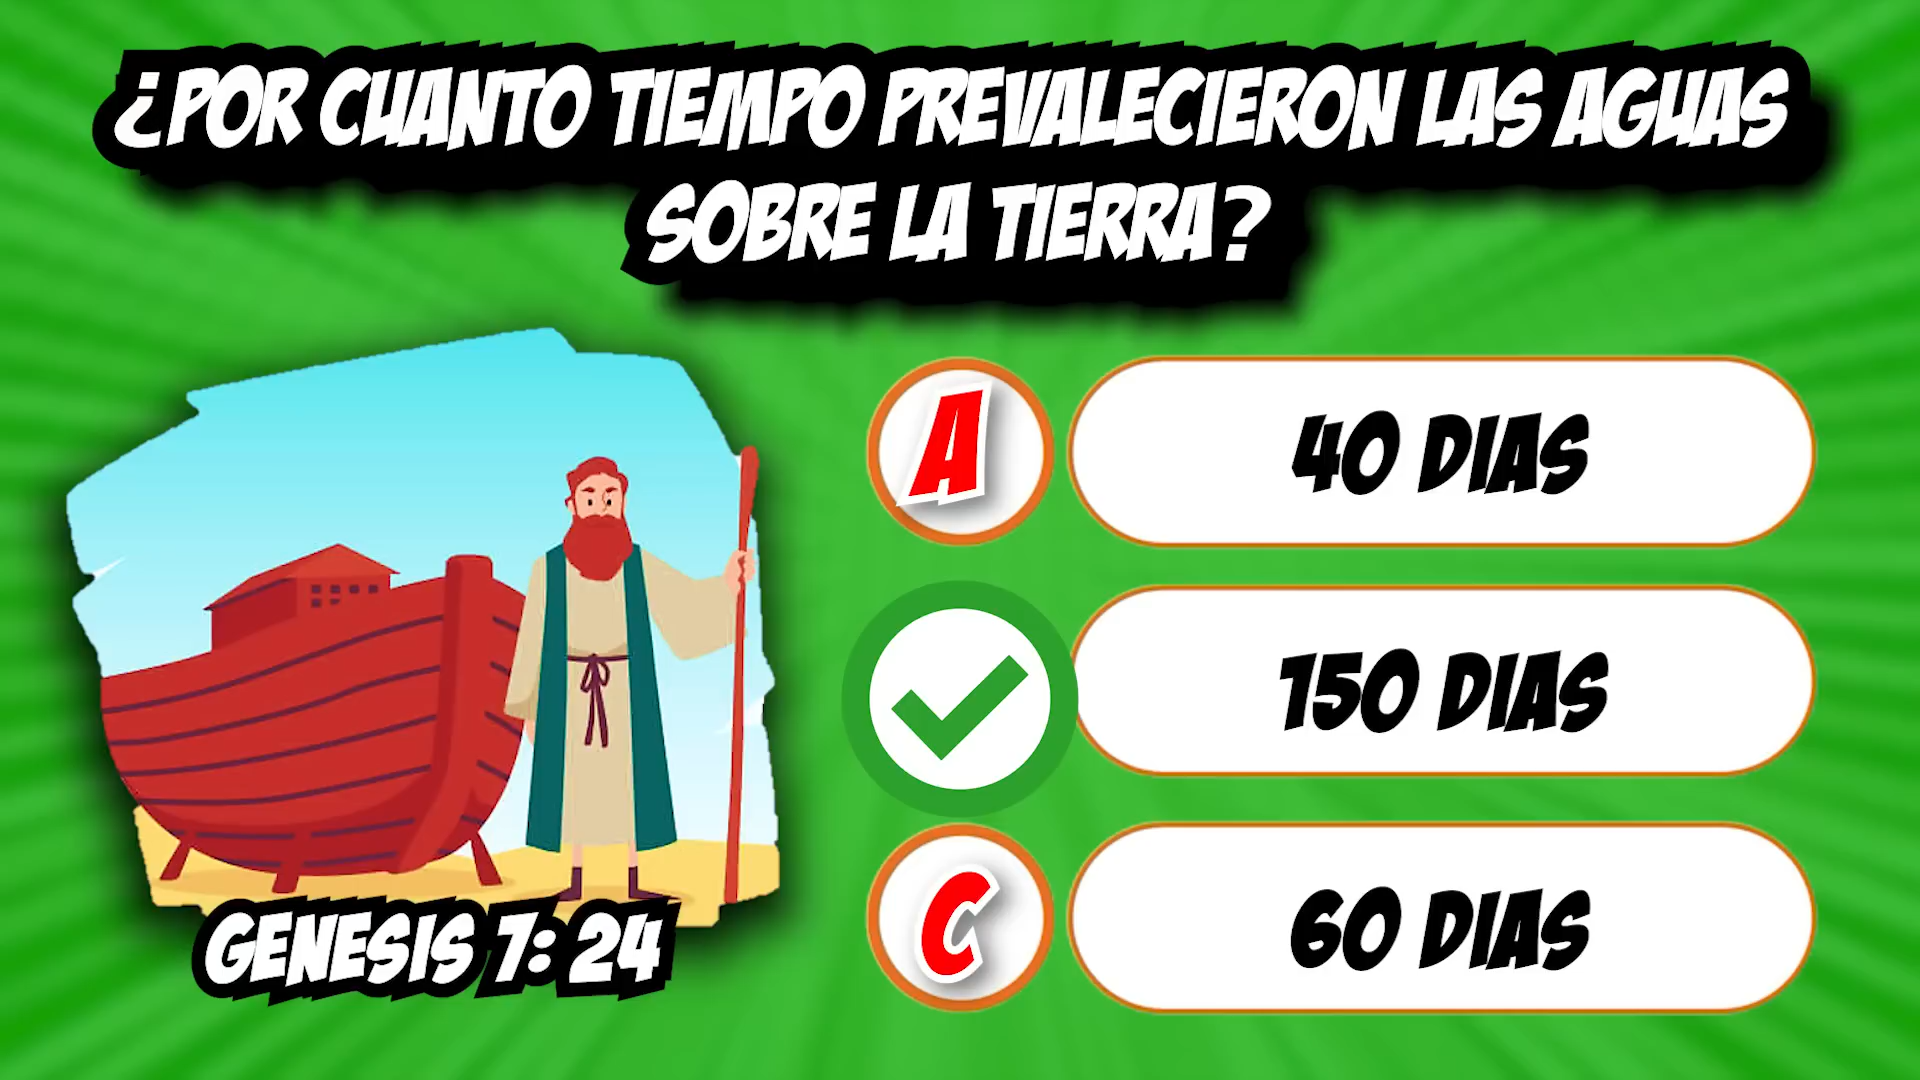 ¿POR CUANTO TIEMPO PREVALECIERON LAS AGUAS
SOBRE LA TIERRA?
A
40 DIAS
150 DIAS
C
60 DIAS
GENESIS 7: 24